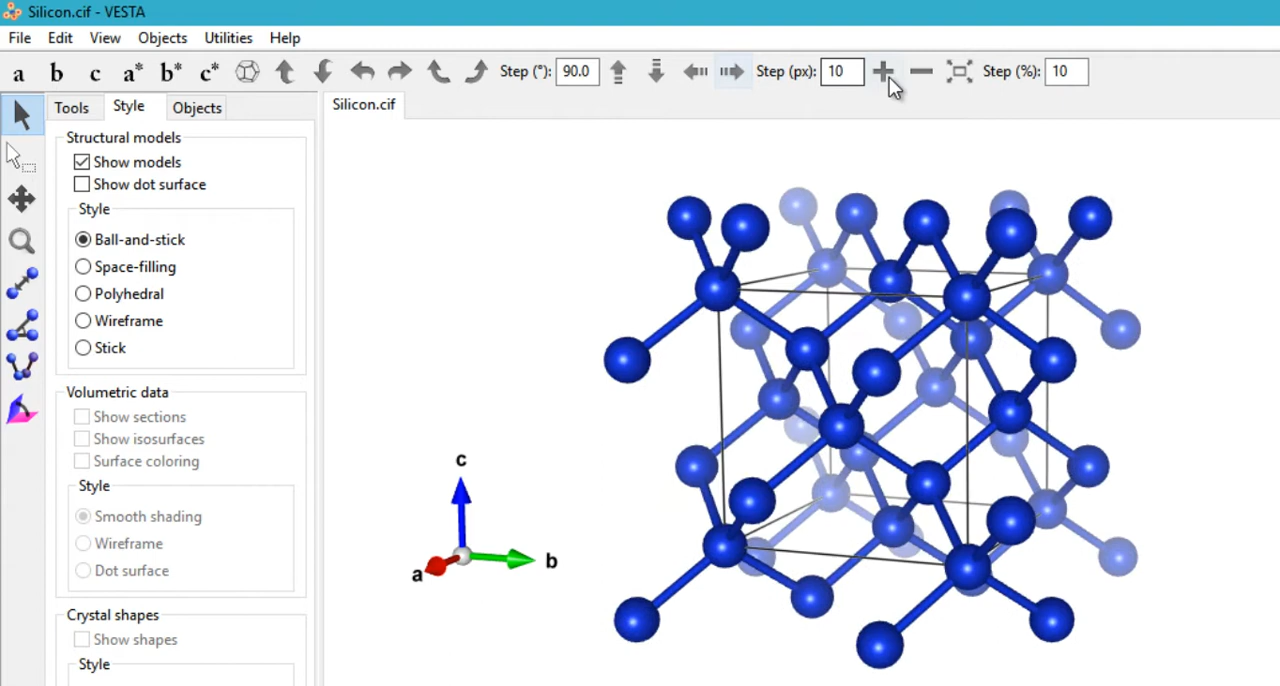 Silicon.cif - VESTA
File Edit View Objects Utilities Help
a b c a* b* c* Step (°): 90.0 Step (px): 10 Step (%): 10
Tools Style Objects
Silicon.cif
Structural models
Show models
Show dot surface
Style
Ball-and-stick
Space-filling
Polyhedral
Wireframe
Stick
Volumetric data
Show sections
Show isosurfaces
Surface coloring
Style
Smooth shading
Wireframe
Dot surface
Crystal shapes
Show shapes
Style
c
b
a